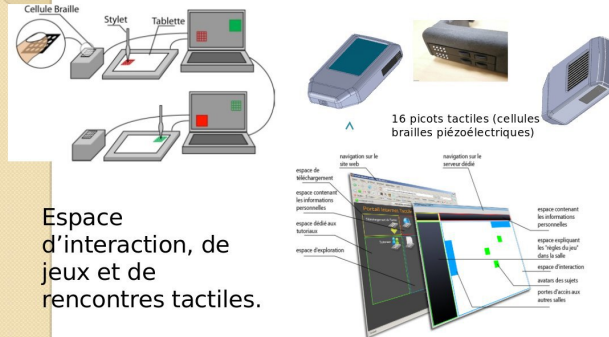 Cellule Braille
Stylet
Tablette
16 picots tactiles (cellules
brailles piézoélectriques)
Espace
d’interaction, de
jeux et de
rencontres tactiles.
navigation sur le
site web
navigation sur le
serveur dédié
espace de
téléchargement
espace contenant
les informations
personnelles
espace dédié aux
tutoriaux
espace d'exploration
espace contenant
les informations
personnelles
espace expliquant
les "règles du jeu"
dans la salle
espace d'interaction
avatars des sujets
portes d'accès aux
autres salles